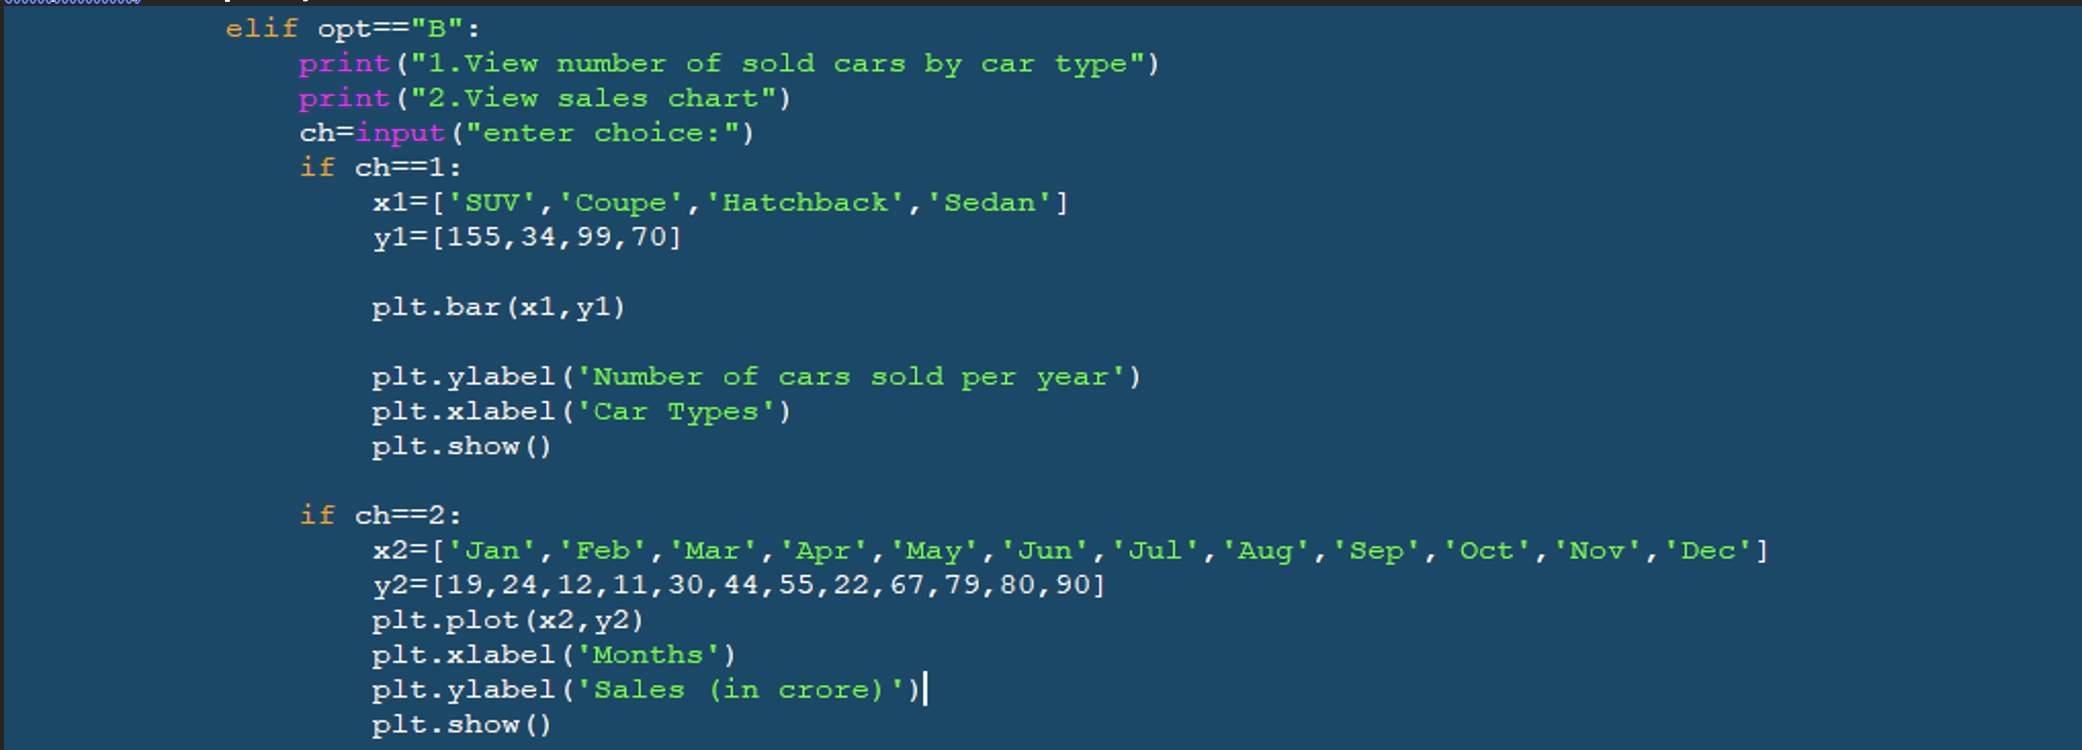 elif opt=="B":
print("1.View number of sold cars by car type")
print("2.View sales chart")
ch=input("enter choice:")
if ch==1:
x1=['SUV','Coupe','Hatchback','Sedan']
y1=[155,34,99,70]
plt.bar(x1,y1)
plt.ylabel('Number of cars sold per year')
plt.xlabel('Car Types')
plt.show()
if ch==2:
x2=['Jan','Feb','Mar','Apr','May','Jun','Jul','Aug','Sep','Oct','Nov','Dec']
y2=[19,24,12,11,30,44,55,22,67,79,80,90]
plt.plot(x2,y2)
plt.xlabel('Months')
plt.ylabel('Sales (in crore)')
plt.show()